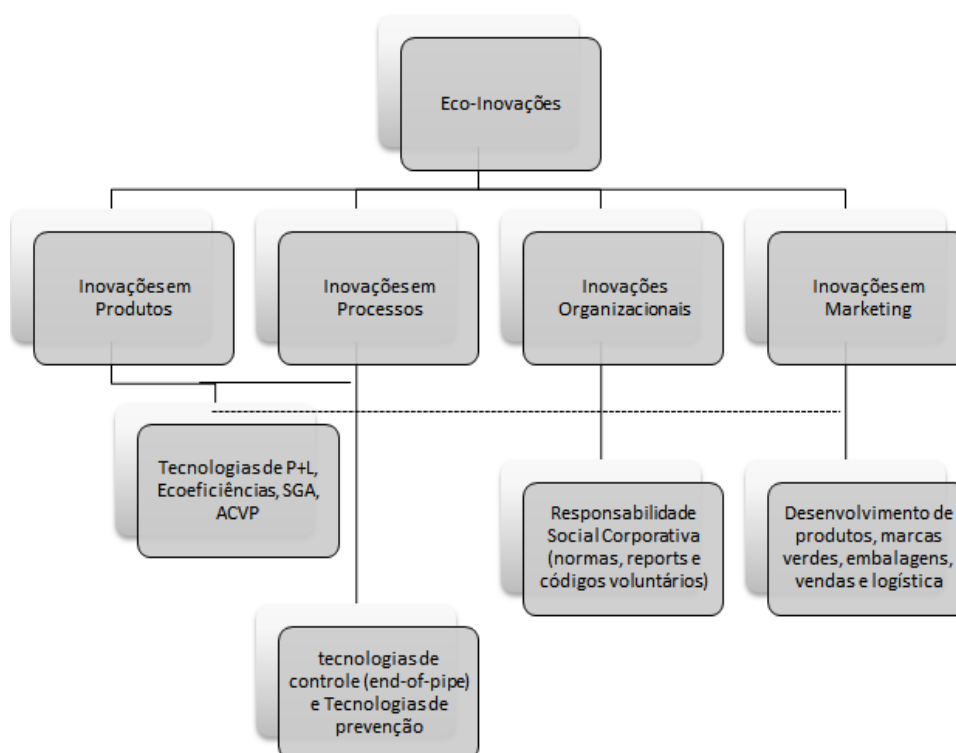 Eco-Inovações
Inovações em
Produtos
Inovações em
Processos
Inovações
Organizacionais
Inovações em
Marketing
Tecnologias de P+L,
Ecoeficiências, SGA,
ACVP
Responsabilidade
Social Corporativa
(normas, reports e
códigos voluntários)
Desenvolvimento de
produtos, marcas
verdes, embalagens,
vendas e logística
tecnologias de
controle (end-of-pipe)
e Tecnologias de
prevenção